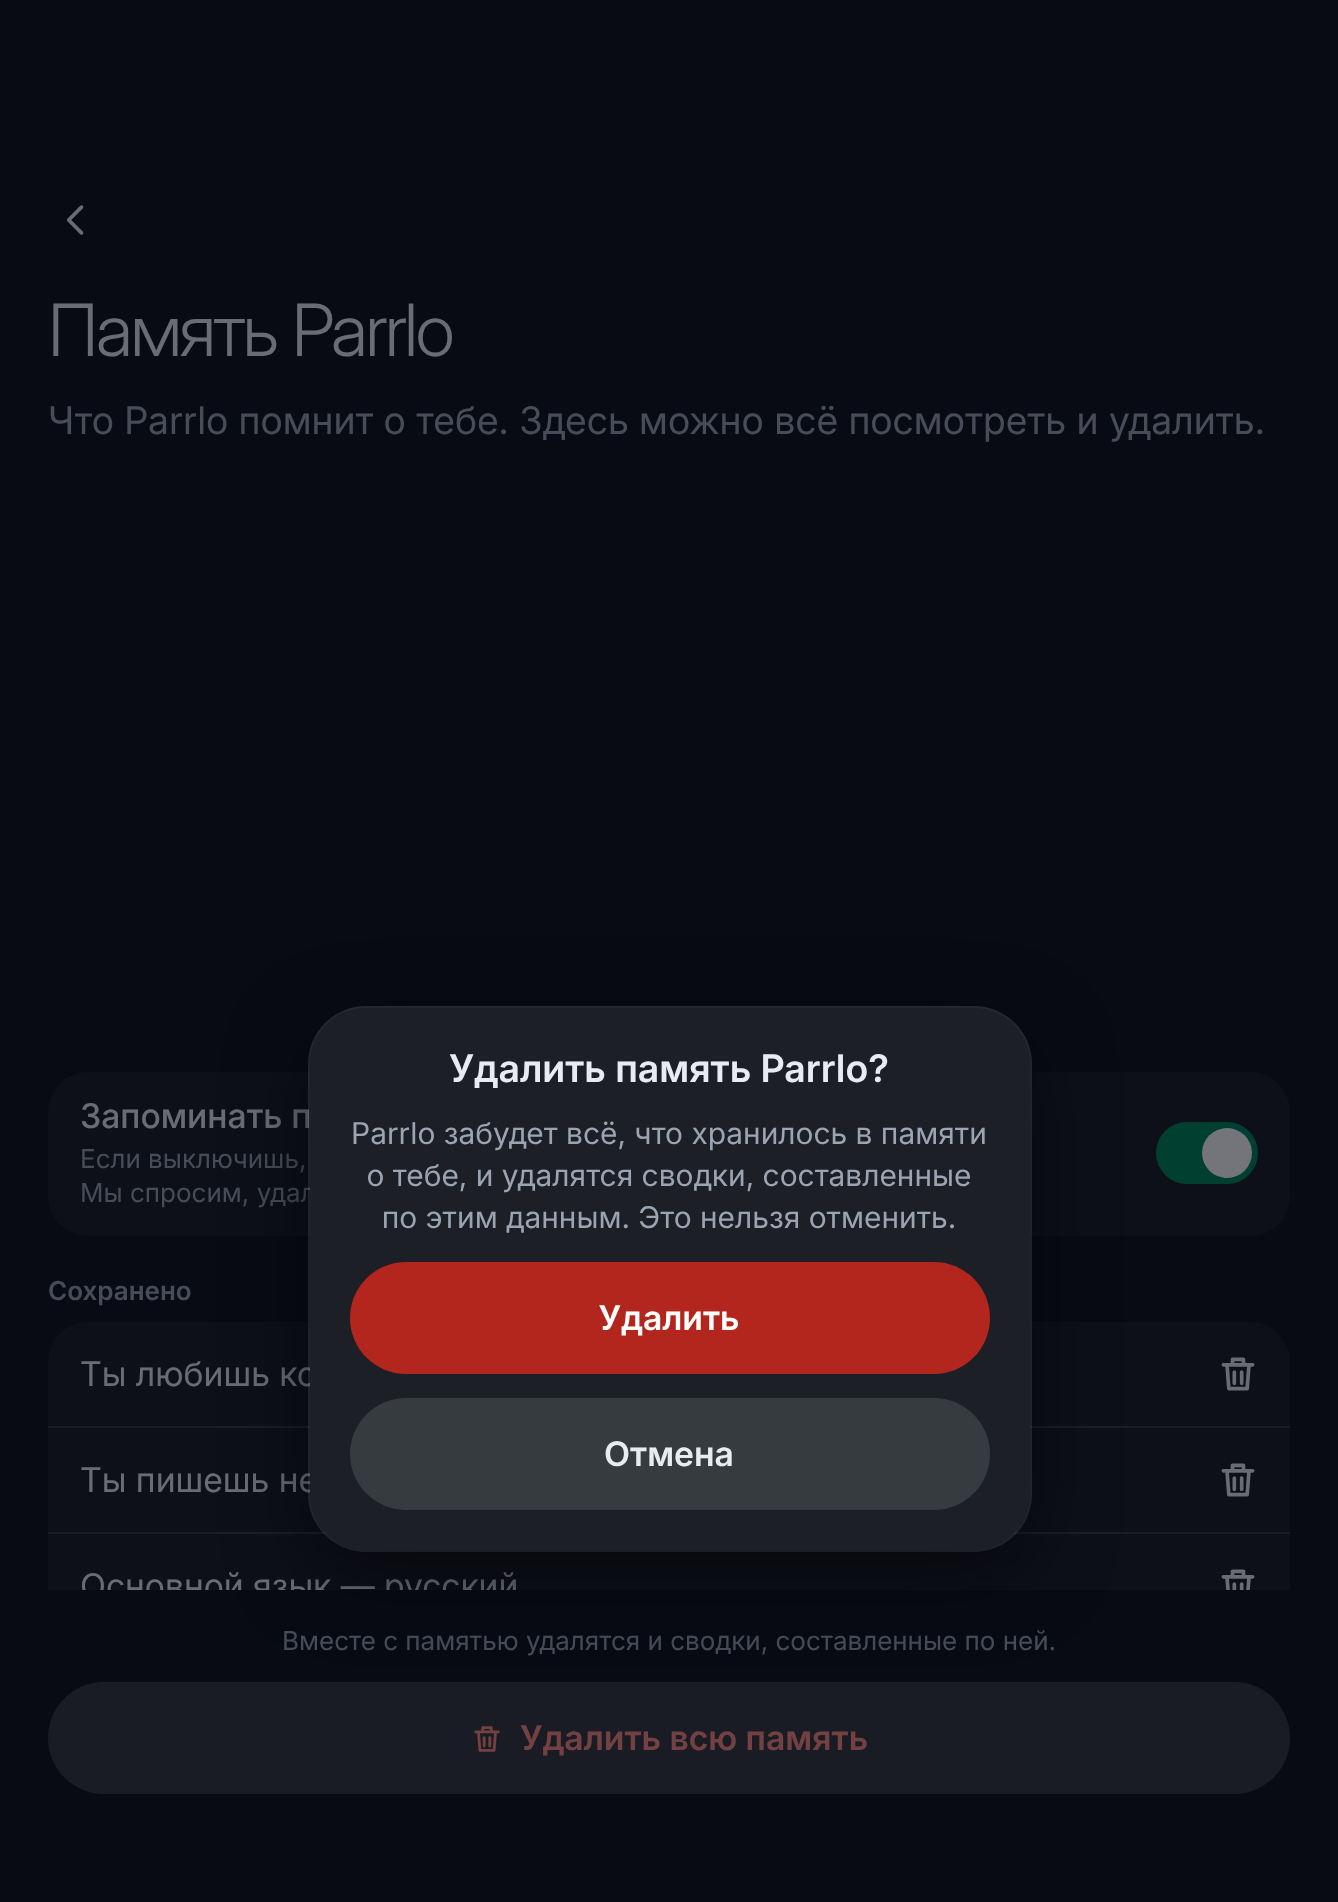 Память Parrlo
Что Parrlo помнит о тебе. Здесь можно всё посмотреть и удалить.
Удалить память Parrlo?
Parrlo забудет всё, что хранилось в памяти
о тебе, и удалятся сводки, составленные
по этим данным. Это нельзя отменить.
Удалить
Отмена
Запоминать
Если выключишь,
Мы спросим,
Сохранено
Ты любишь
Ты пишешь
Основной язык — русский
Вместе с памятью удалятся и сводки, составленные по ней.
Удалить всю память